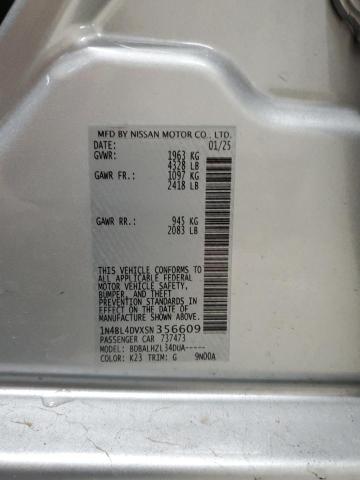 MFD BY NISSAN MOTOR CO., LTD.
DATE: 01/25
GVWR: 1963 KG
4328 LB
GAWR FR.: 1097 KG
2418 LB
GAWR RR.: 945 KG
2083 LB
THIS VEHICLE CONFORMS TO
ALL APPLICABLE FEDERAL
MOTOR VEHICLE SAFETY,
BUMPER, AND THEFT
PREVENTION STANDARDS IN
EFFECT ON THE DATE OF
MANUFACTURE SHOWN ABOVE.
1N4BL4DVXSN356609
PASSENGER CAR 737473
MODEL: BDBALHZL34DUA-----
COLOR: K23 TRIM: G 9N00A